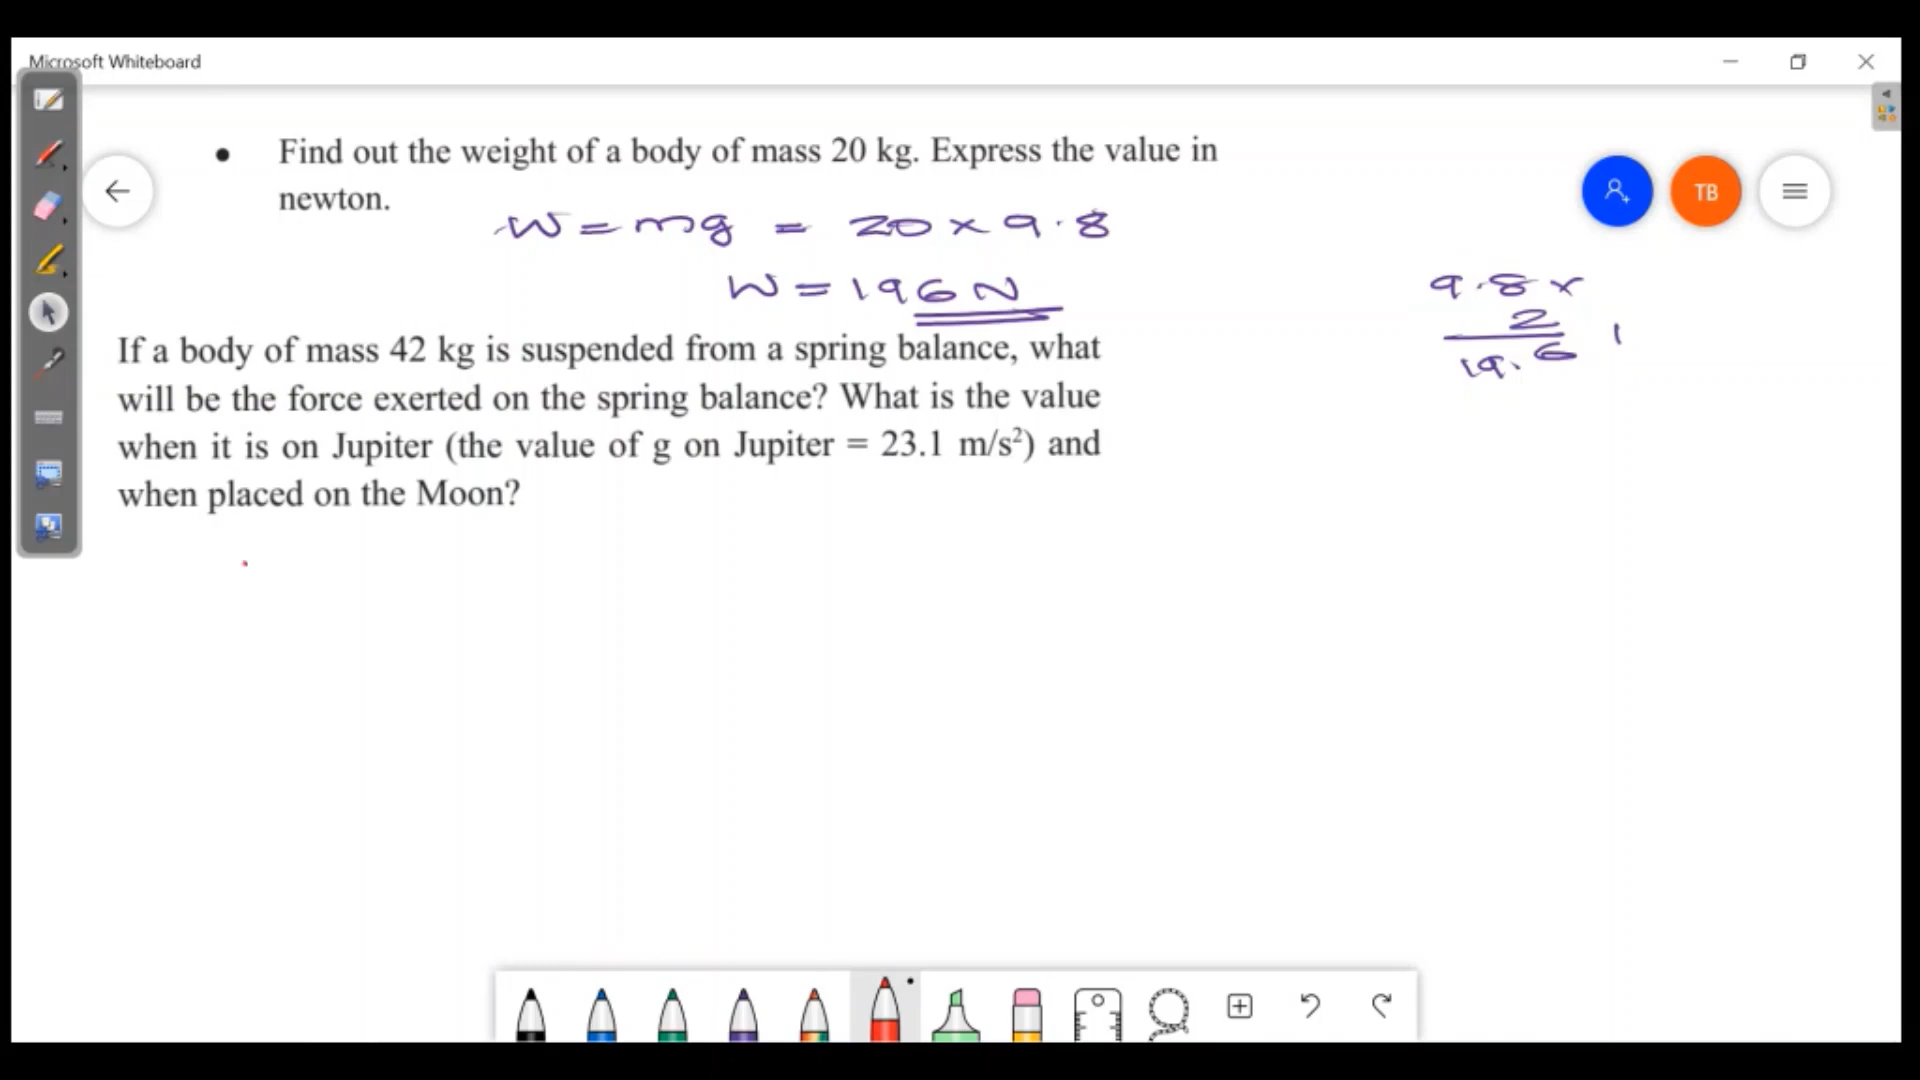 Microsoft Whiteboard
• Find out the weight of a body of mass 20 kg. Express the value in
newton.
TB
W = mg = 20 × 9.8
W = 196 N
9.8 ×
2
19.6
If a body of mass 42 kg is suspended from a spring balance, what
will be the force exerted on the spring balance? What is the value
when it is on Jupiter (the value of g on Jupiter = 23.1 m/s²) and
when placed on the Moon?